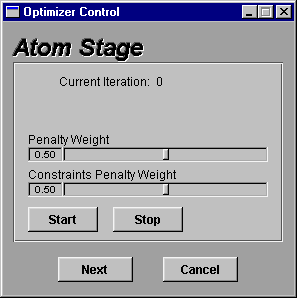 Optimizer Control
Atom Stage
Current Iteration: 0
Penalty Weight
0.50
Constraints Penalty Weight
0.50
Start Stop
Next Cancel